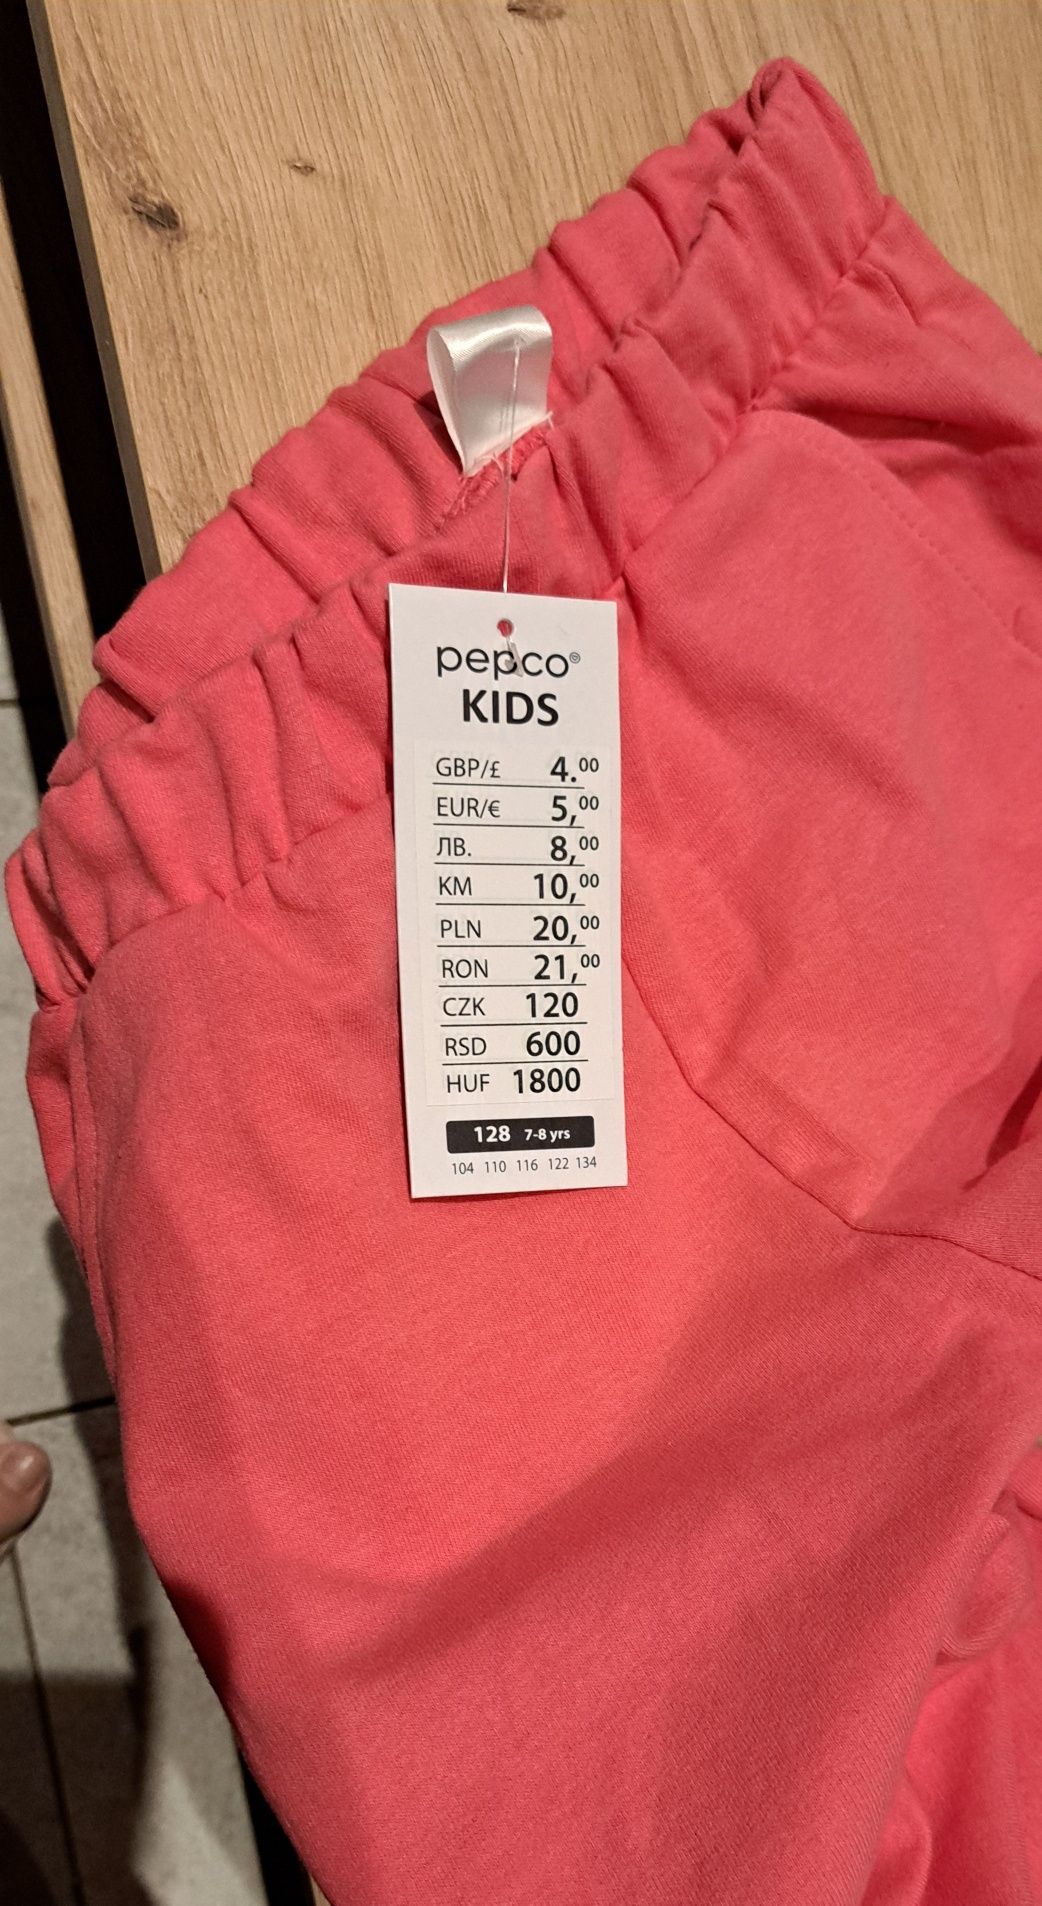 pepco®
KIDS
GBP/£ 4.00
EUR/€ 5,00
ЛВ. 8,00
KM 10,00
PLN 20,00
RON 21,00
CZK 120
RSD 600
HUF 1800
128 7-8 yrs
104 110 116 122 134